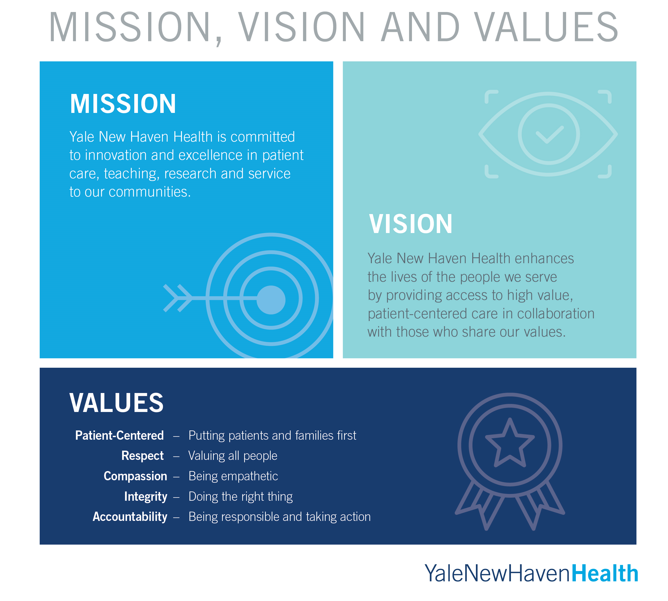 MISSION, VISION AND VALUES
MISSION
Yale New Haven Health is committed
to innovation and excellence in patient
care, teaching, research and service
to our communities.
VISION
Yale New Haven Health enhances
the lives of the people we serve
by providing access to high value,
patient-centered care in collaboration
with those who share our values.
VALUES
Patient-Centered – Putting patients and families first
Respect – Valuing all people
Compassion – Being empathetic
Integrity – Doing the right thing
Accountability – Being responsible and taking action
YaleNewHavenHealth